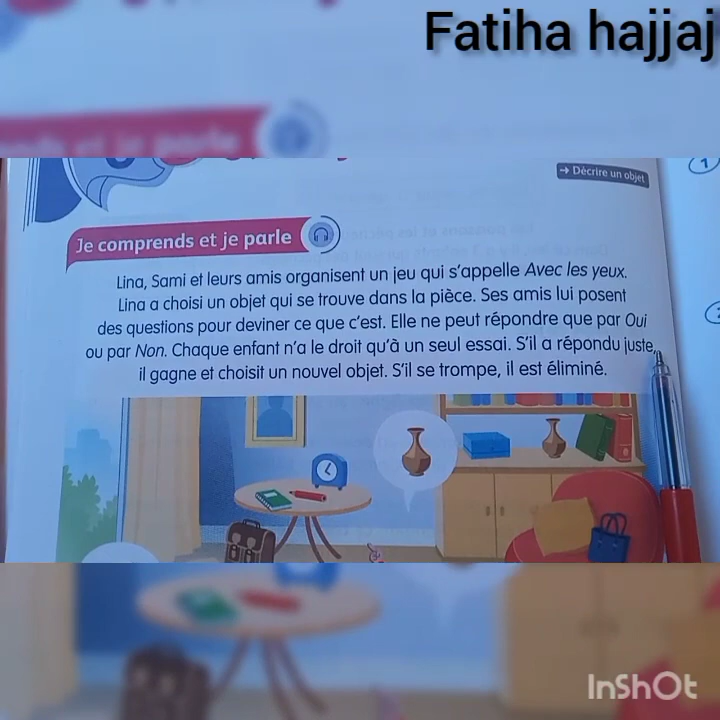 Fatiha hajjaj
→ Décrire un objet
Je comprends et je parle
Lina, Sami et leurs amis organisent un jeu qui s'appelle Avec les yeux.
Lina a choisi un objet qui se trouve dans la pièce. Ses amis lui posent
des questions pour deviner ce que c'est. Elle ne peut répondre que par Oui
ou par Non. Chaque enfant n'a le droit qu'à un seul essai. S'il a répondu juste,
il gagne et choisit un nouvel objet. S'il se trompe, il est éliminé.
1
InShOt